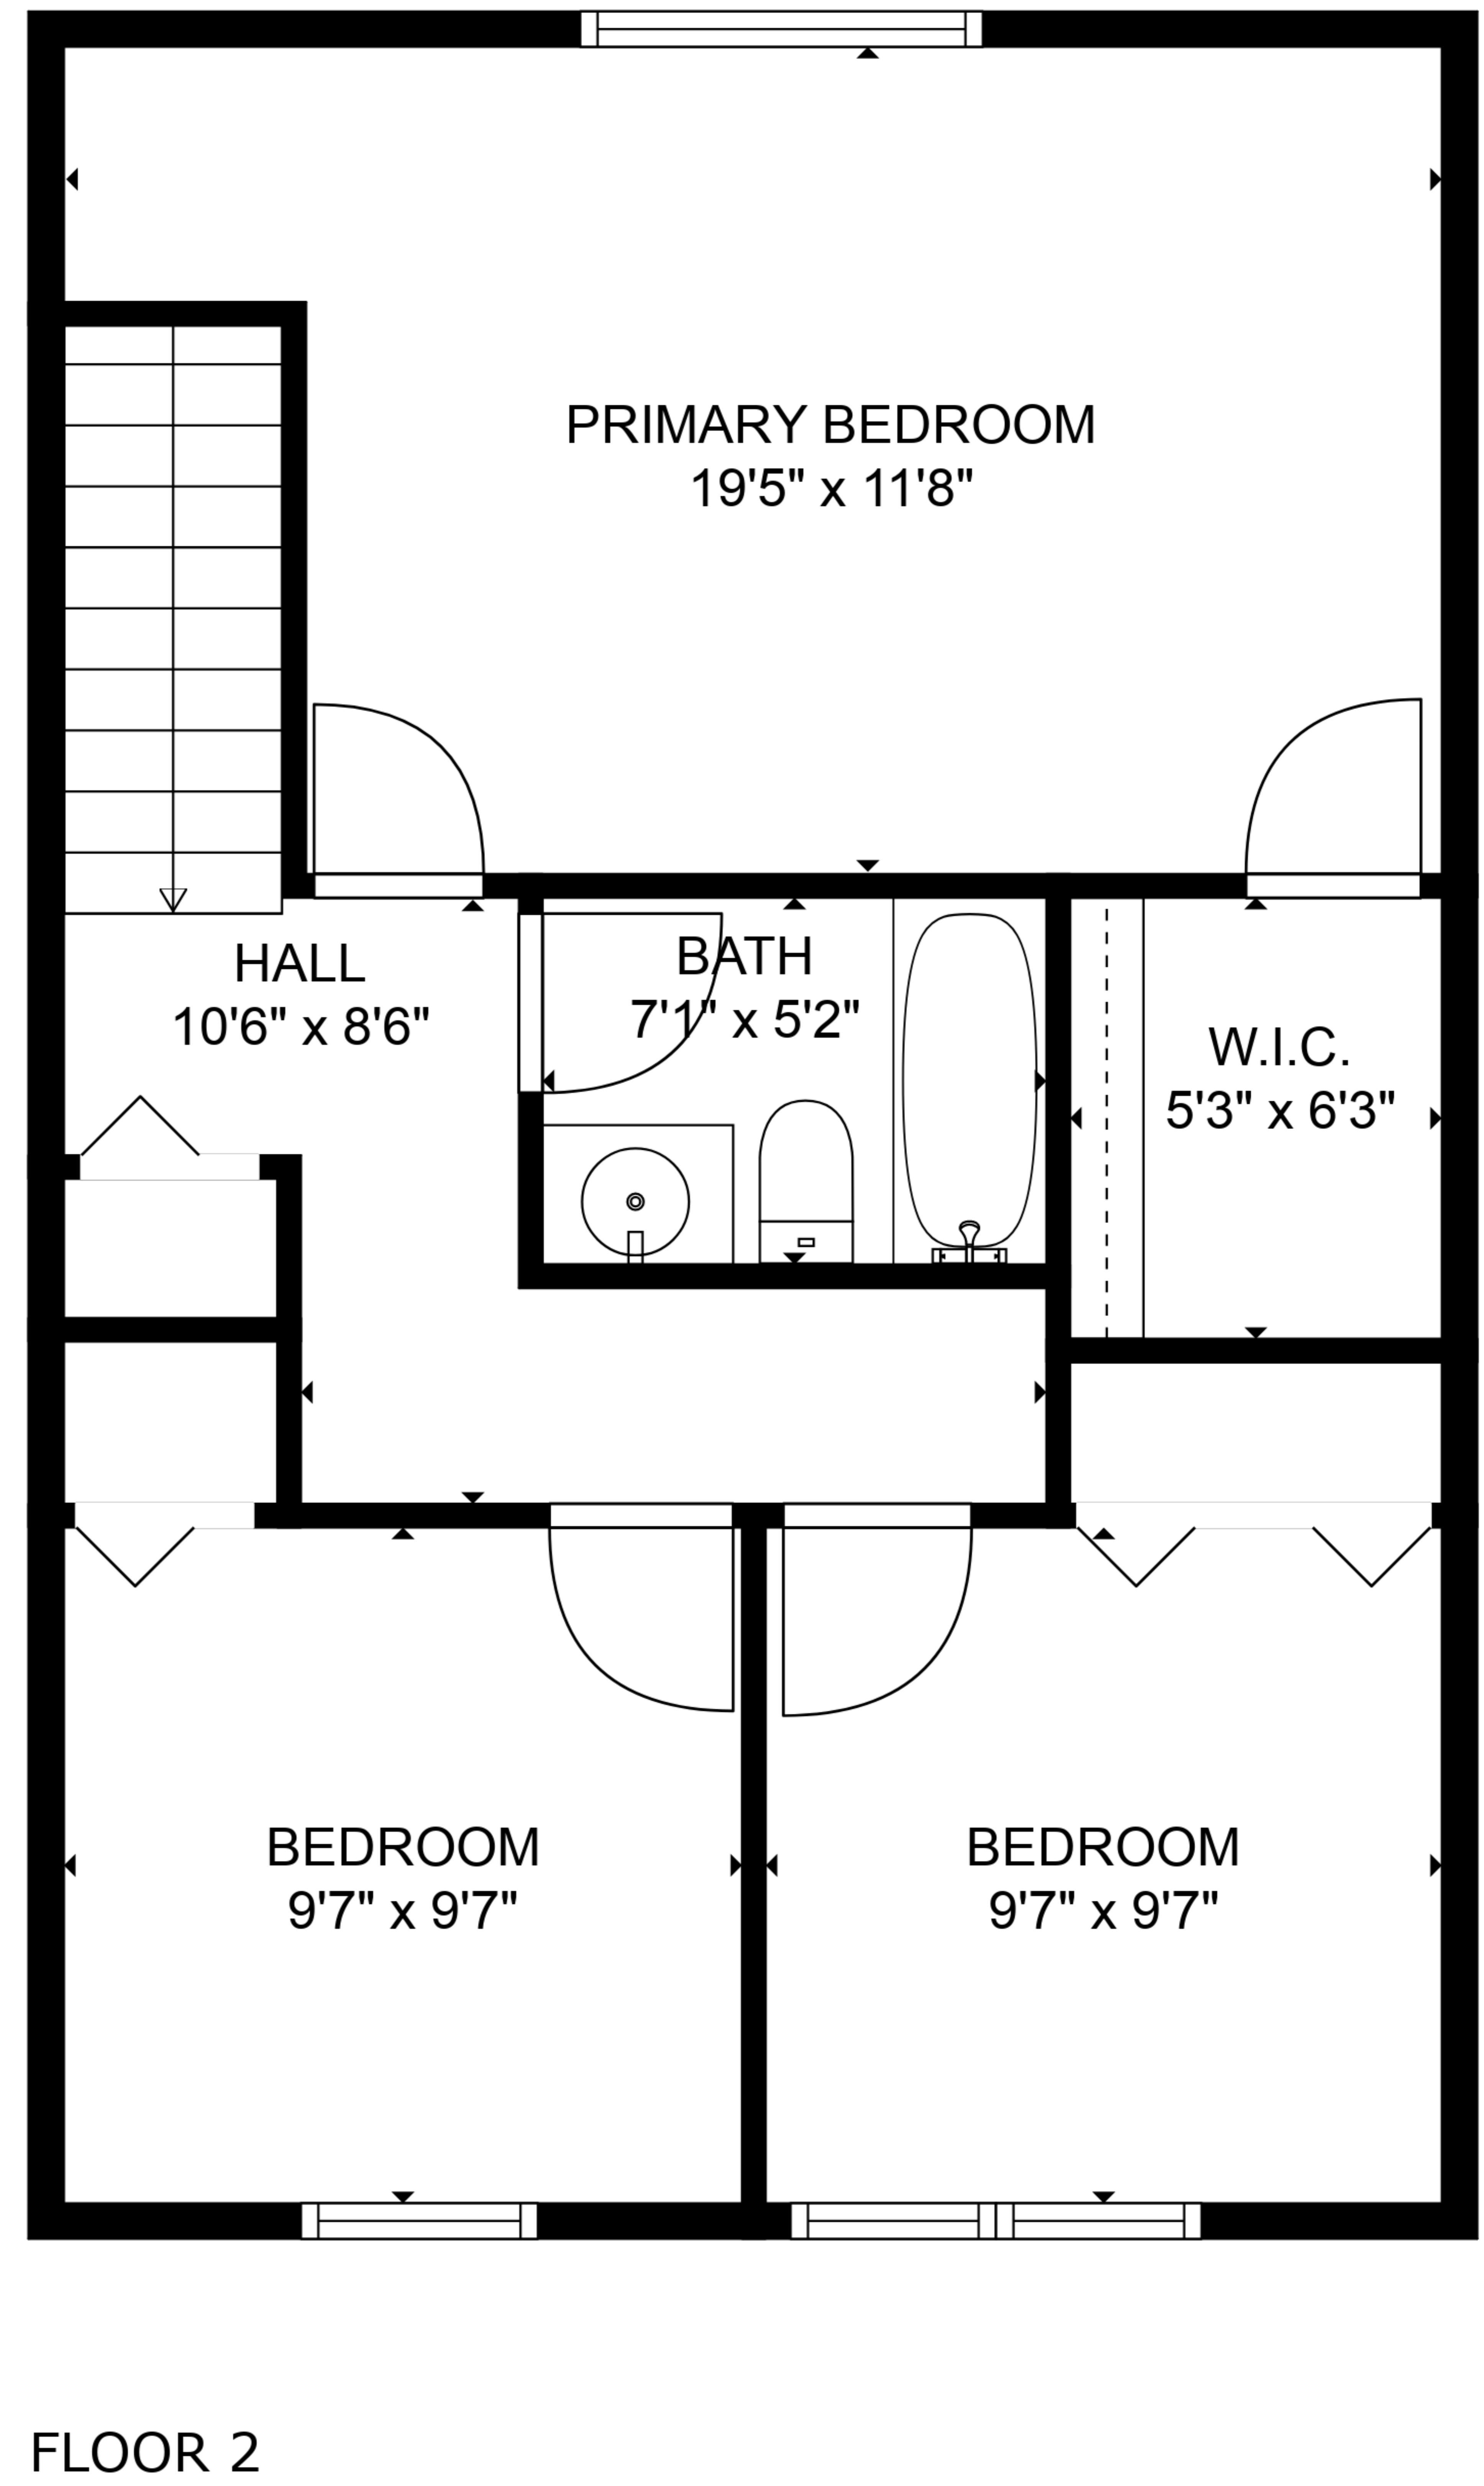 PRIMARY BEDROOM
19'5" x 11'8"
HALL
10'6" x 8'6"
BATH
7'1" x 5'2"
W.I.C.
5'3" x 6'3"
BEDROOM
9'7" x 9'7"
BEDROOM
9'7" x 9'7"
FLOOR 2